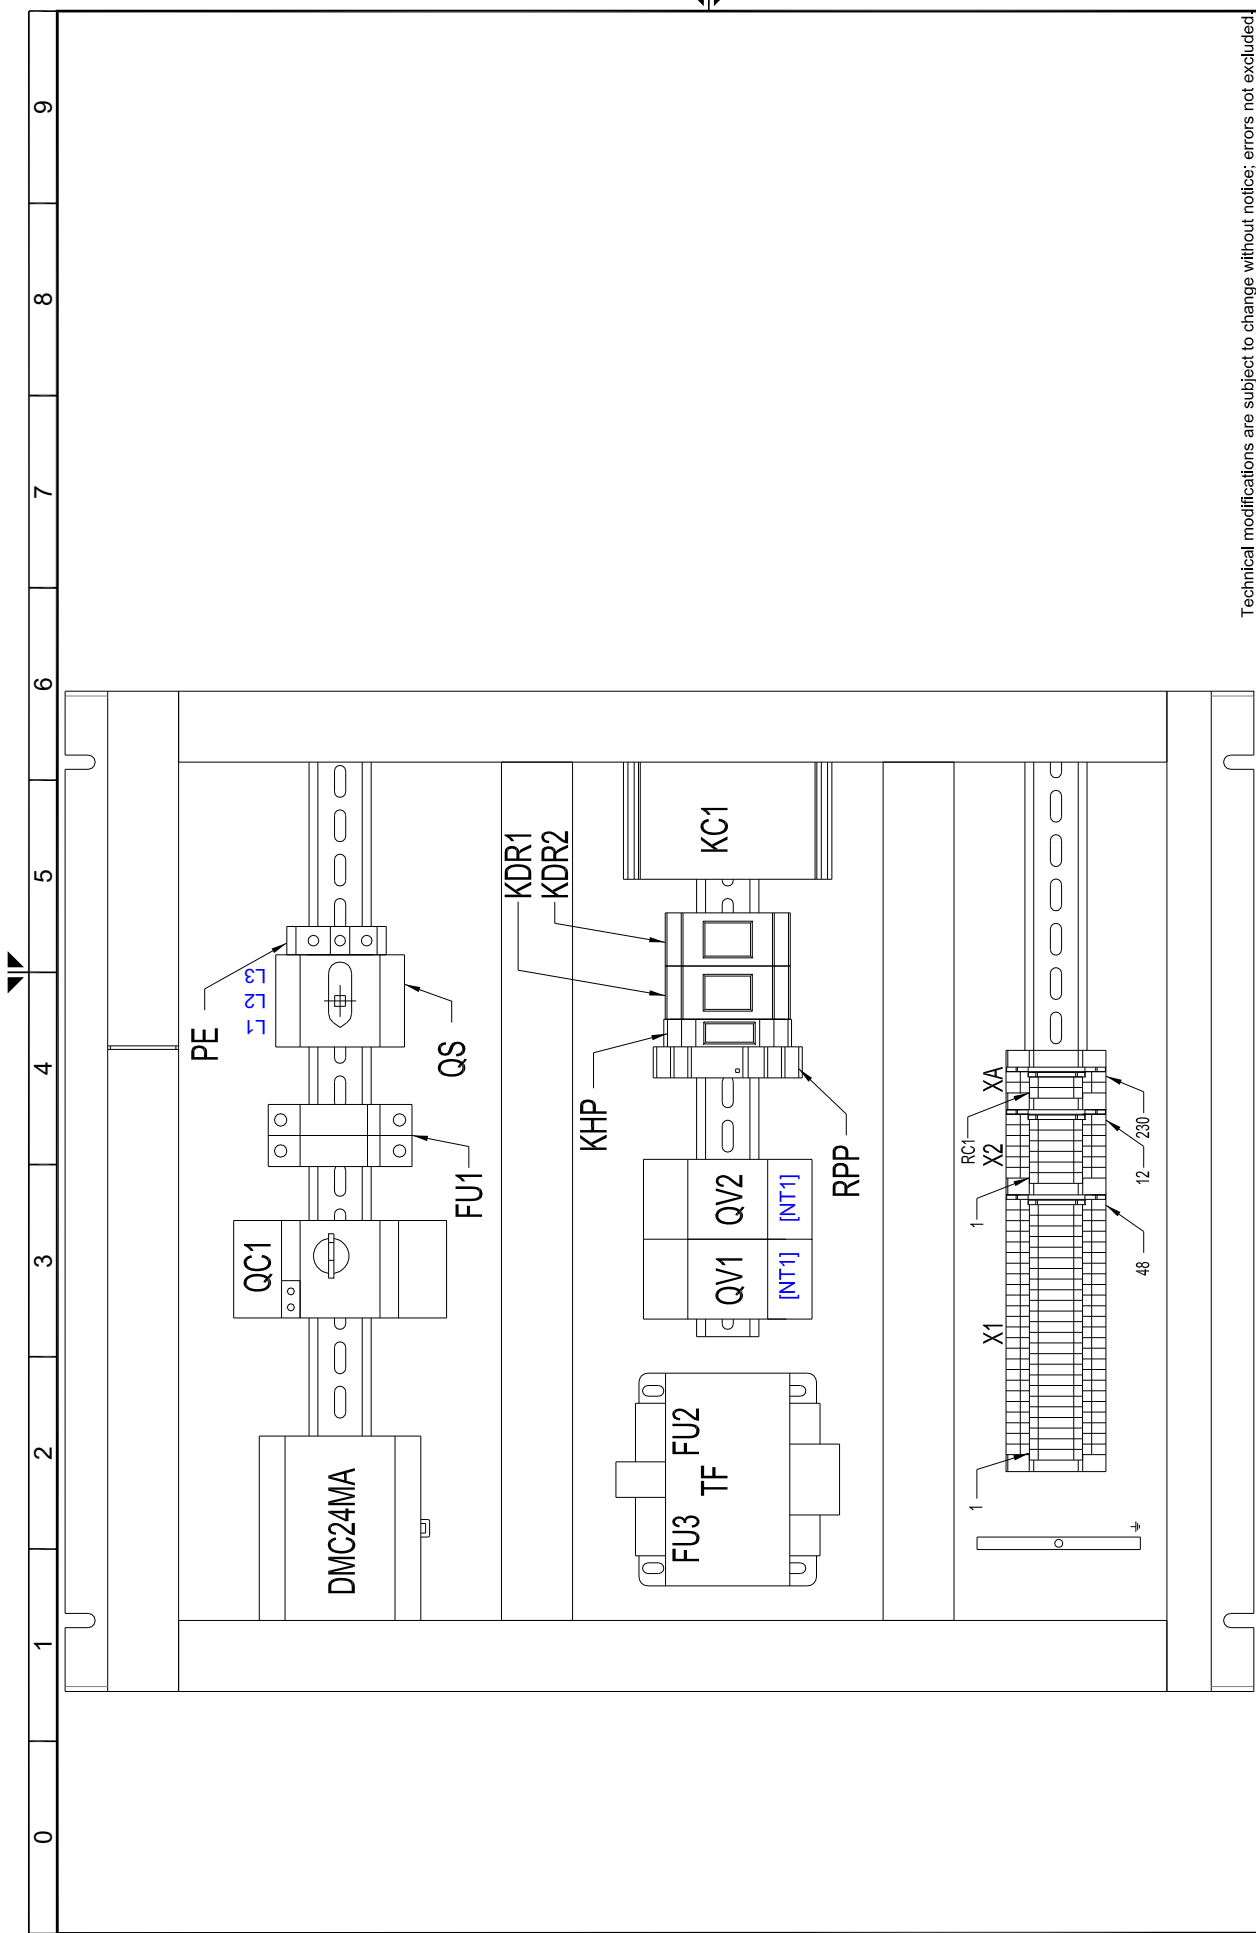 0 1 2 3 4 5 6 7 8 9
PE
L1 L2 L3
QC1
DMC24MA
FU1
QS
KDR1
KDR2
KHP
FU3 FU2
TF
QV1 QV2
KC1
[NT1] [NT1]
RPP
RC1
1 1
X1 X2 XA
48 12 230
Technical modifications are subject to change without notice; errors not excluded.